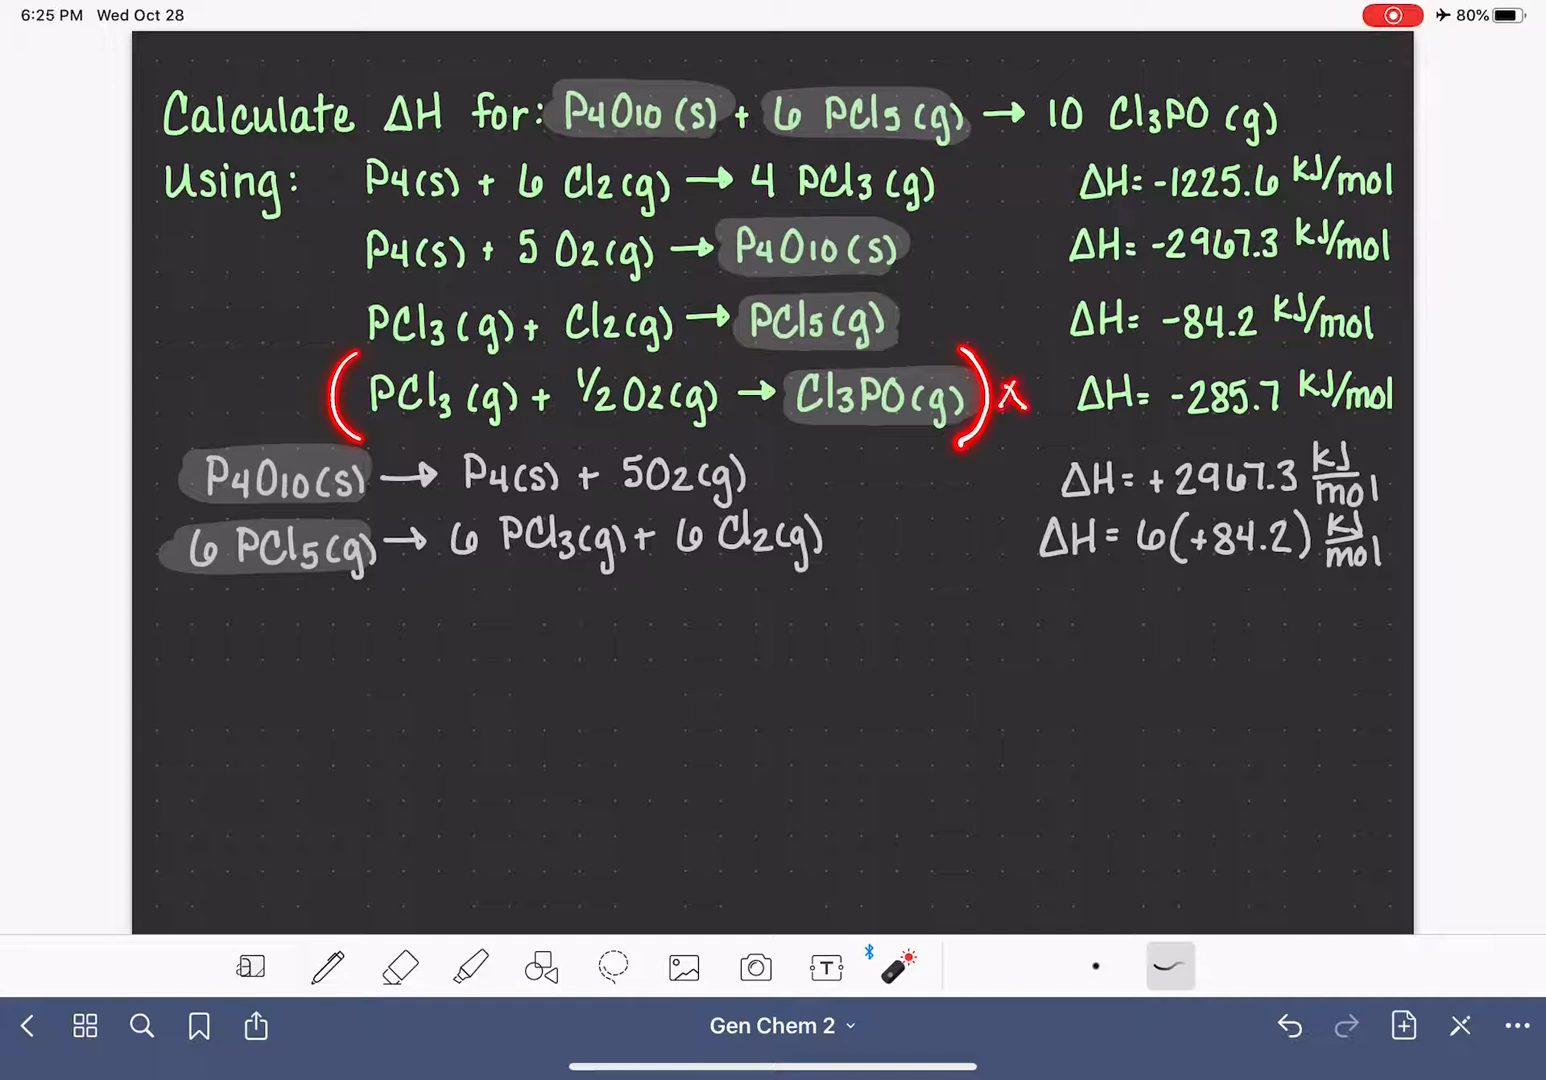 6:25 PM Wed Oct 28 80%
Calculate ΔH for: P4O10 (s) + 6 PCl5 (g) → 10 Cl3PO (g)
Using: P4(s) + 6 Cl2(g) → 4 PCl3 (g) ΔH= -1225.6 kJ/mol
P4(s) + 5 O2(g) → P4O10(s) ΔH= -2967.3 kJ/mol
PCl3(g) + Cl2(g) → PCl5(g) ΔH= -84.2 kJ/mol
(PCl3 (g) + 1/2 O2(g) → Cl3PO(g)) x ΔH= -285.7 kJ/mol
P4O10(s) → P4(s) + 5O2(g) ΔH= +2967.3 kJ/mol
6 PCl5(g) → 6 PCl3(g) + 6 Cl2(g) ΔH= 6(+84.2) kJ/mol
T
Gen Chem 2